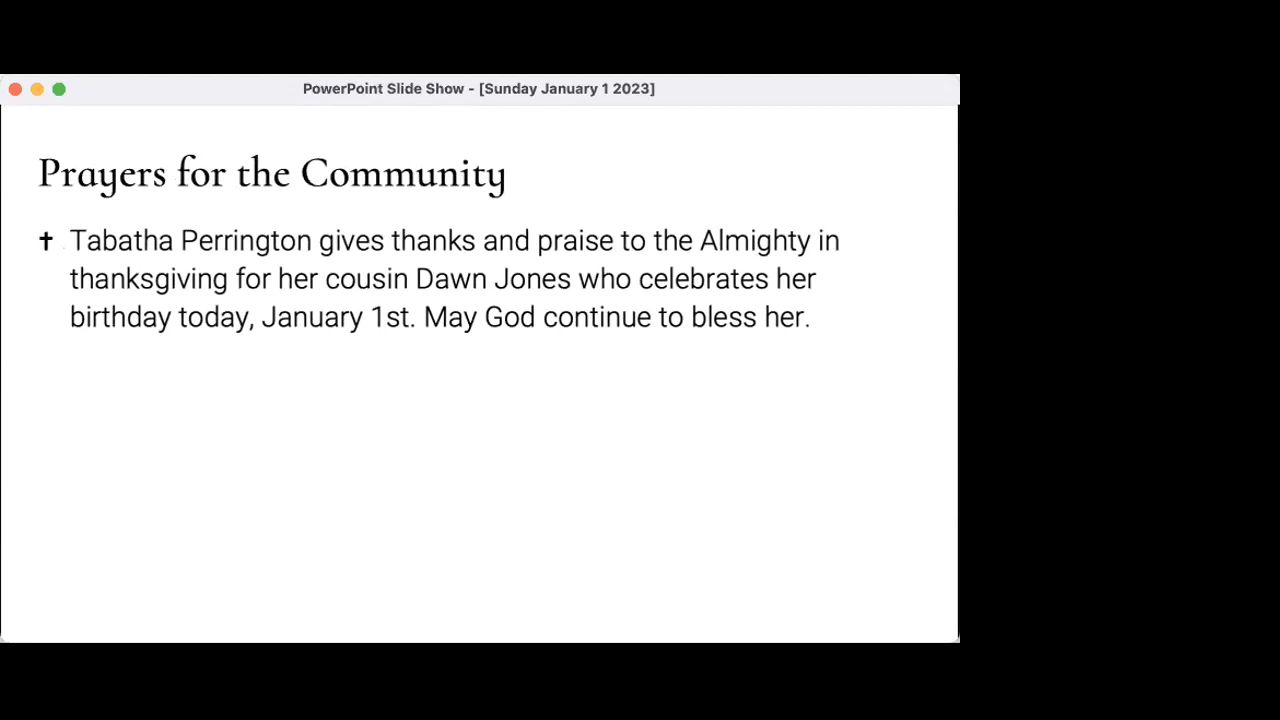 PowerPoint Slide Show - [Sunday January 1 2023]
Prayers for the Community
✝ Tabatha Perrington gives thanks and praise to the Almighty in
thanksgiving for her cousin Dawn Jones who celebrates her
birthday today, January 1st. May God continue to bless her.